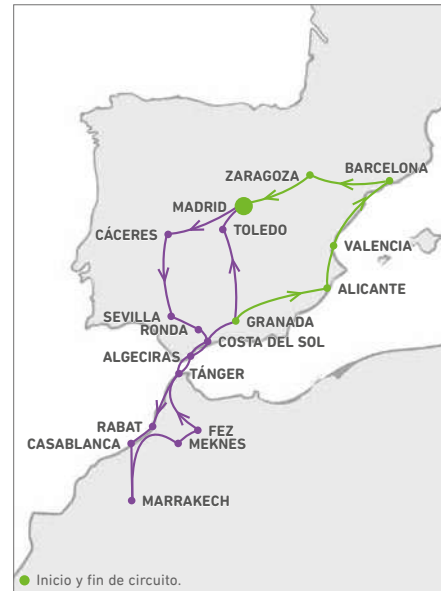 BARCELONA
ZARAGOZA
MADRID
TOLEDO
CÁCERES
VALENCIA
ALICANTE
SEVILLA
GRANADA
RONDA
COSTA DEL SOL
ALGECIRAS
TÁNGER
RABAT
FEZ
CASABLANCA
MEKNES
MARRAKECH
Inicio y fin de circuito.